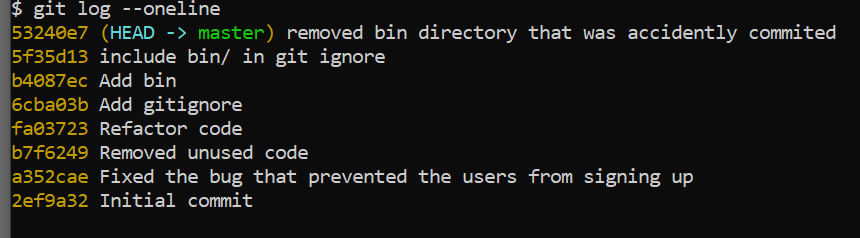 $ git log --oneline
53240e7 (HEAD -> master) removed bin directory that was accidently commited
5f35d13 include bin/ in git ignore
b4087ec Add bin
6cba03b Add gitignore
fa03723 Refactor code
b7f6249 Removed unused code
a352cae Fixed the bug that prevented the users from signing up
2ef9a32 Initial commit